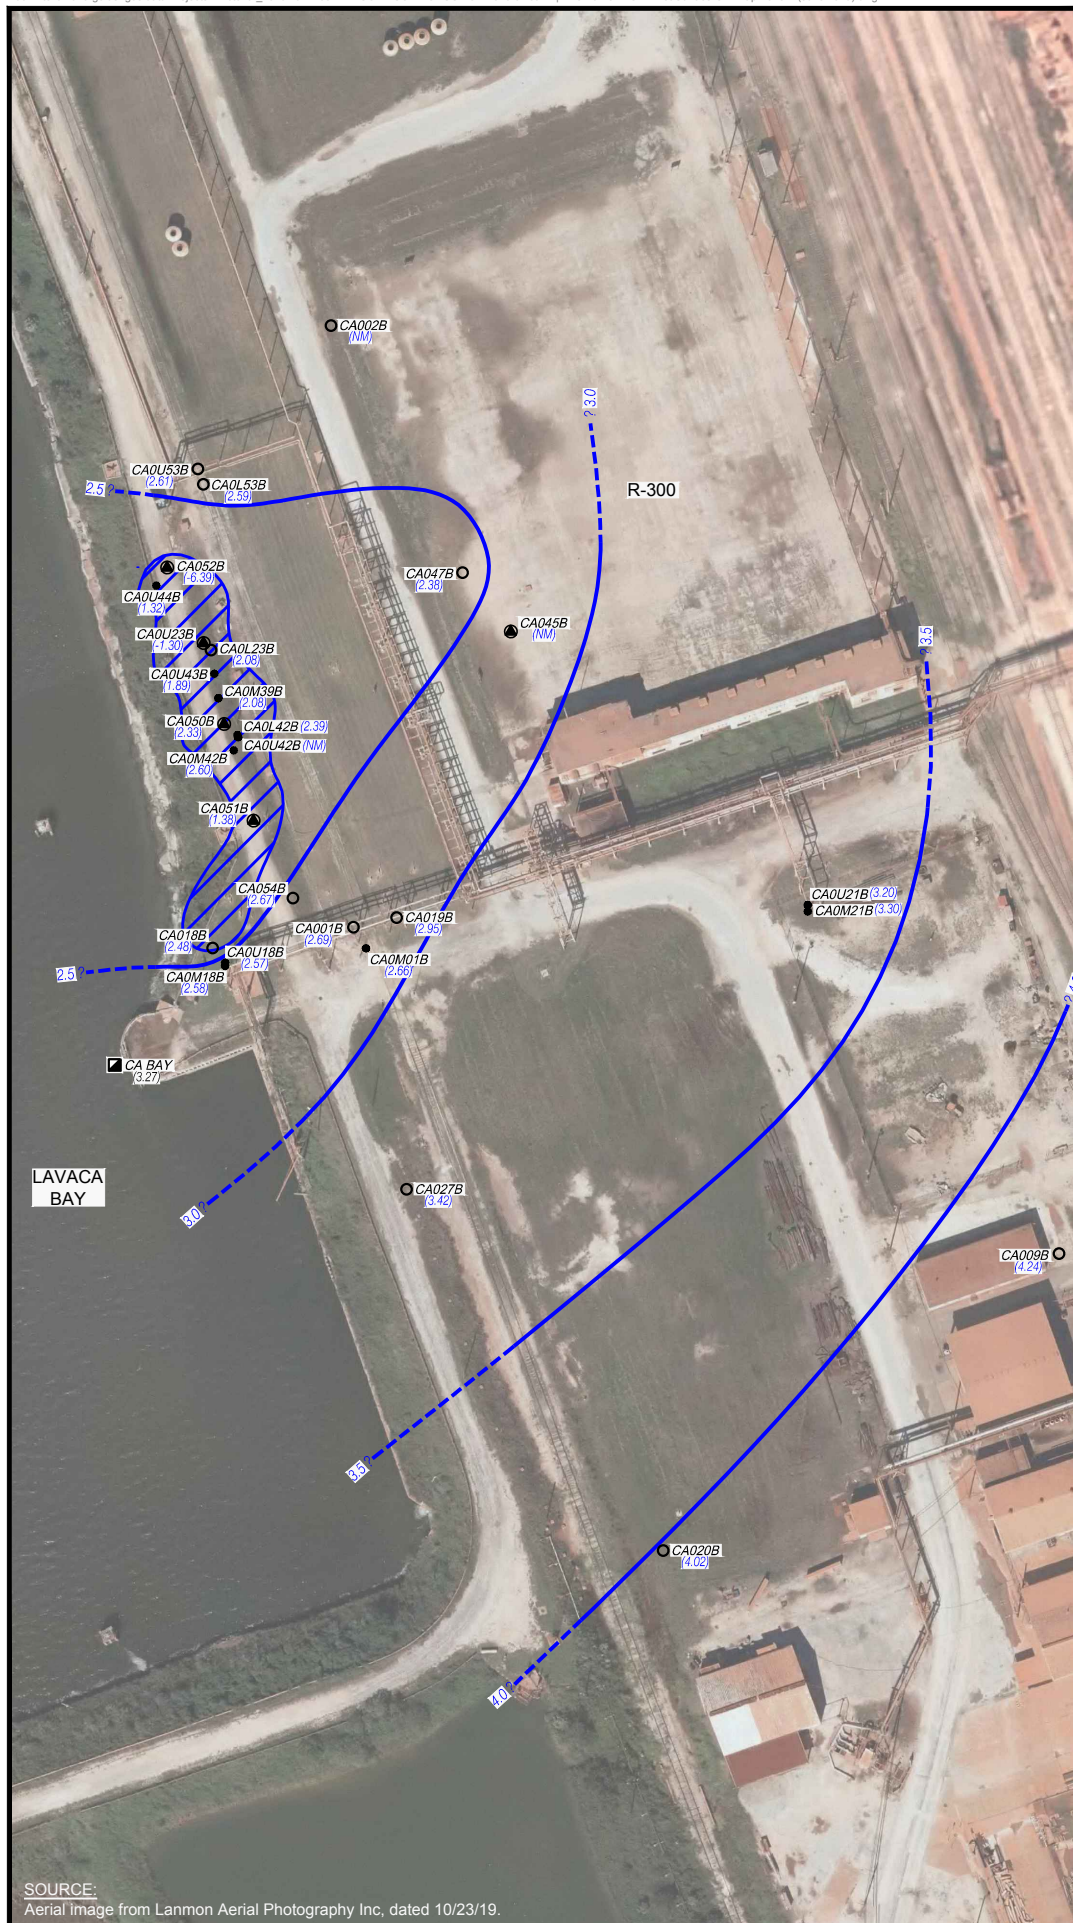 CA002B
(NM)
? 3.0
R-300
CA0U53B
(2.61)
CA0L53B
(2.59)
2.5 ?
CA052B
(-6.39)
CA047B
(2.38)
CA0U44B
(1.32)
CA045B
(NM)
CA0U23B
(-1.30)
CA0L23B
(2.08)
? 3.5
CA0U43B
(1.89)
CA0M39B
(2.08)
CA050B
(2.33)
CA0L42B (2.39)
CA0U42B (NM)
CA0M42B
(2.60)
CA051B
(1.38)
CA054B
(2.67)
CA0U21B (3.20)
CA0M21B (3.30)
CA019B
(2.95)
CA001B
(2.69)
CA018B
(2.48)
CA0U18B
(2.57)
CA0M01B
(2.66)
2.5 ?
CA0M18B
(2.58)
CA BAY
(3.27)
LAVACA
BAY
CA027B
(3.42)
3.0 ?
CA009B
(4.24)
3.5 ?
CA020B
(4.02)
4.0 ?
SOURCE:
Aerial image from Lanmon Aerial Photography Inc, dated 10/23/19.